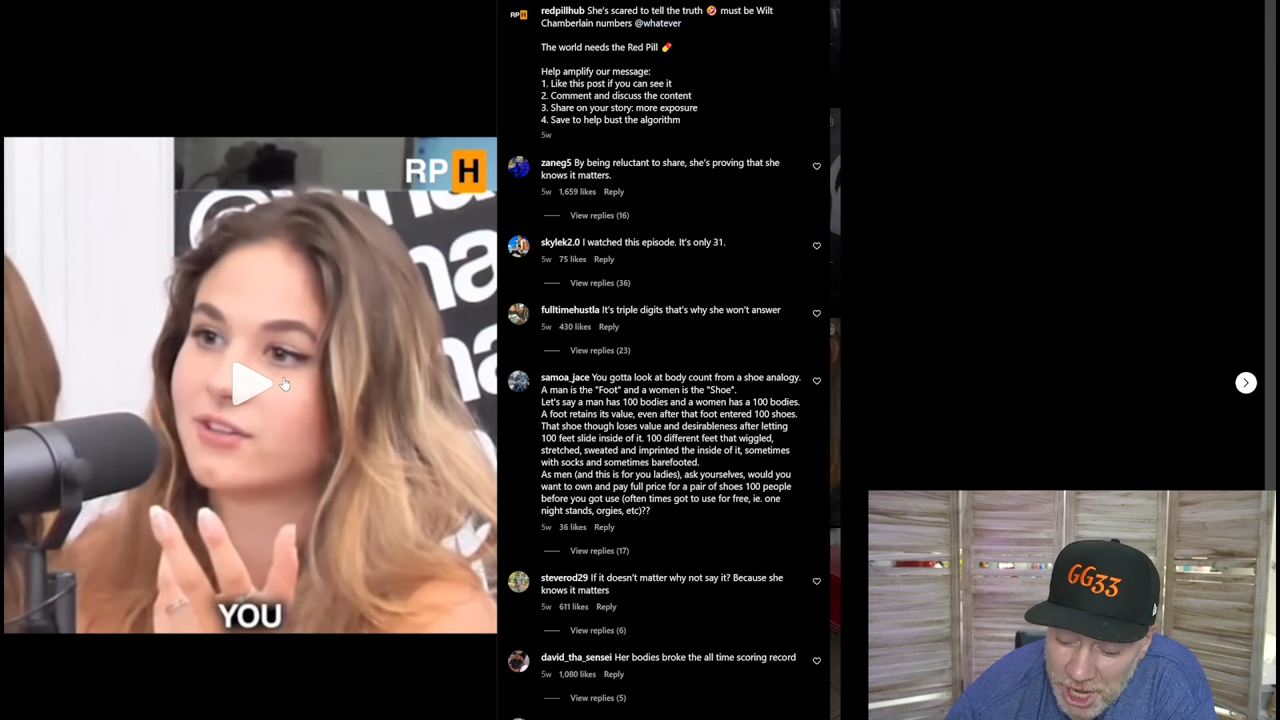 redpillhub She's scared to tell the truth 🤣 must be Wilt
Chamberlain numbers @whatever
The world needs the Red Pill 💊
Help amplify our message:
1. Like this post if you can see it
2. Comment and discuss the content
3. Share on your story: more exposure
4. Save to help bust the algorithm
5w
zaneg5 By being reluctant to share, she's proving that she
knows it matters.
5w 1,659 likes Reply
View replies (16)
skylek2.0 I watched this episode. It's only 31.
5w 75 likes Reply
View replies (36)
fulltimehustla It's triple digits that's why she won't answer
5w 430 likes Reply
View replies (23)
samoa_jace You gotta look at body count from a shoe analogy.
A man is the "Foot" and a women is the "Shoe".
Let's say a man has 100 bodies and a women has a 100 bodies.
A foot retains its value, even after that foot entered 100 shoes.
That shoe though loses value and desirableness after letting
100 feet slide inside of it. 100 different feet that wiggled,
stretched, sweated and imprinted the inside of it, sometimes
with socks and sometimes barefooted.
As men (and this is for you ladies), ask yourselves, would you
want to own and pay full price for a pair of shoes 100 people
before you got use (often times got to use for free, ie. one
night stands, orgies, etc)??
5w 36 likes Reply
View replies (17)
steverod29 If it doesn't matter why not say it? Because she
knows it matters
5w 611 likes Reply
View replies (6)
david_tha_sensei Her bodies broke the all time scoring record
5w 1,080 likes Reply
View replies (5)
RPH
RP H
YOU
GG33